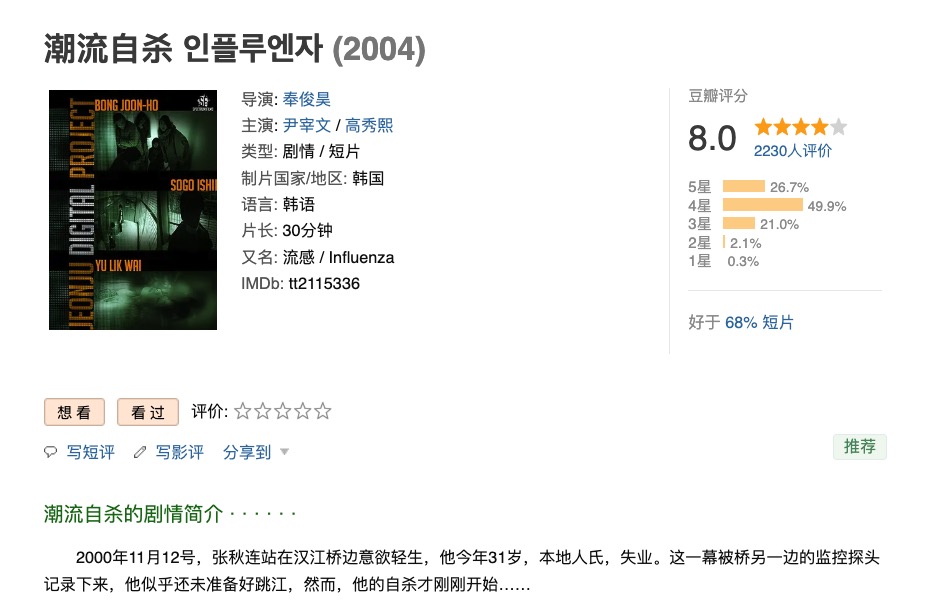 潮流自杀 인플루엔자 (2004)
BONG JOON-HO
SOGO ISHII
YU LIK WAI
JEONJU DIGITAL PROJECT
导演: 奉俊昊
主演: 尹宰文 / 高秀熙
类型: 剧情 / 短片
制片国家/地区: 韩国
语言: 韩语
片长: 30分钟
又名: 流感 / Influenza
IMDb: tt2115336
豆瓣评分
8.0
2230人评价
5星 26.7%
4星 49.9%
3星 21.0%
2星 2.1%
1星 0.3%
好于 68% 短片
想看 看过 评价:
写短评 写影评 分享到
推荐
潮流自杀的剧情简介 · · · · · ·
2000年11月12号，张秋连站在汉江桥边意欲轻生，他今年31岁，本地人氏，失业。这一幕被桥另一边的监控探头
记录下来，他似乎还未准备好跳江，然而，他的自杀才刚刚开始……